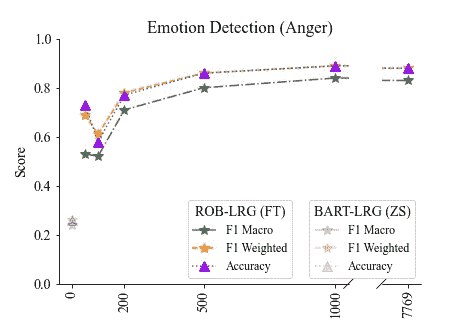 Emotion Detection (Anger)
1.0
0.8
0.6
0.4
0.2
0.0
Score
0
200
500
1000
7769
ROB-LRG (FT)
F1 Macro
F1 Weighted
Accuracy
BART-LRG (ZS)
F1 Macro
F1 Weighted
Accuracy